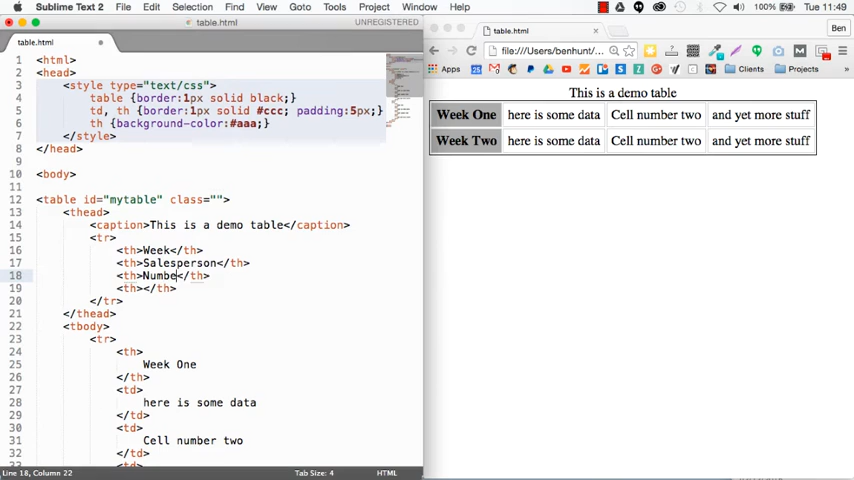 Sublime Text 2 File Edit Selection Find View Goto Tools Project Window Help 100% Tue 11:49
table.html UNREGISTERED
table.html
table.html Ben
file:///Users/benhunt/
Apps Clients Projects
1 <html>
2 <head>
3 <style type="text/css">
4 table {border:1px solid black;}
5 td, th {border:1px solid #ccc; padding:5px;}
6 th {background-color:#aaa;}
7 </style>
8 </head>
9
10 <body>
11
12 <table id="mytable" class="">
13 <thead>
14 <caption>This is a demo table</caption>
15 <tr>
16 <th>Week</th>
17 <th>Salesperson</th>
18 <th>Numbe</th>
19 <th></th>
20 </tr>
21 </thead>
22 <tbody>
23 <tr>
24 <th>
25 Week One
26 </th>
27 <td>
28 here is some data
29 </td>
30 <td>
31 Cell number two
32 </td>
33 <td>
Line 18, Column 22 Tab Size: 4 HTML
This is a demo table
Week One here is some data Cell number two and yet more stuff
Week Two here is some data Cell number two and yet more stuff